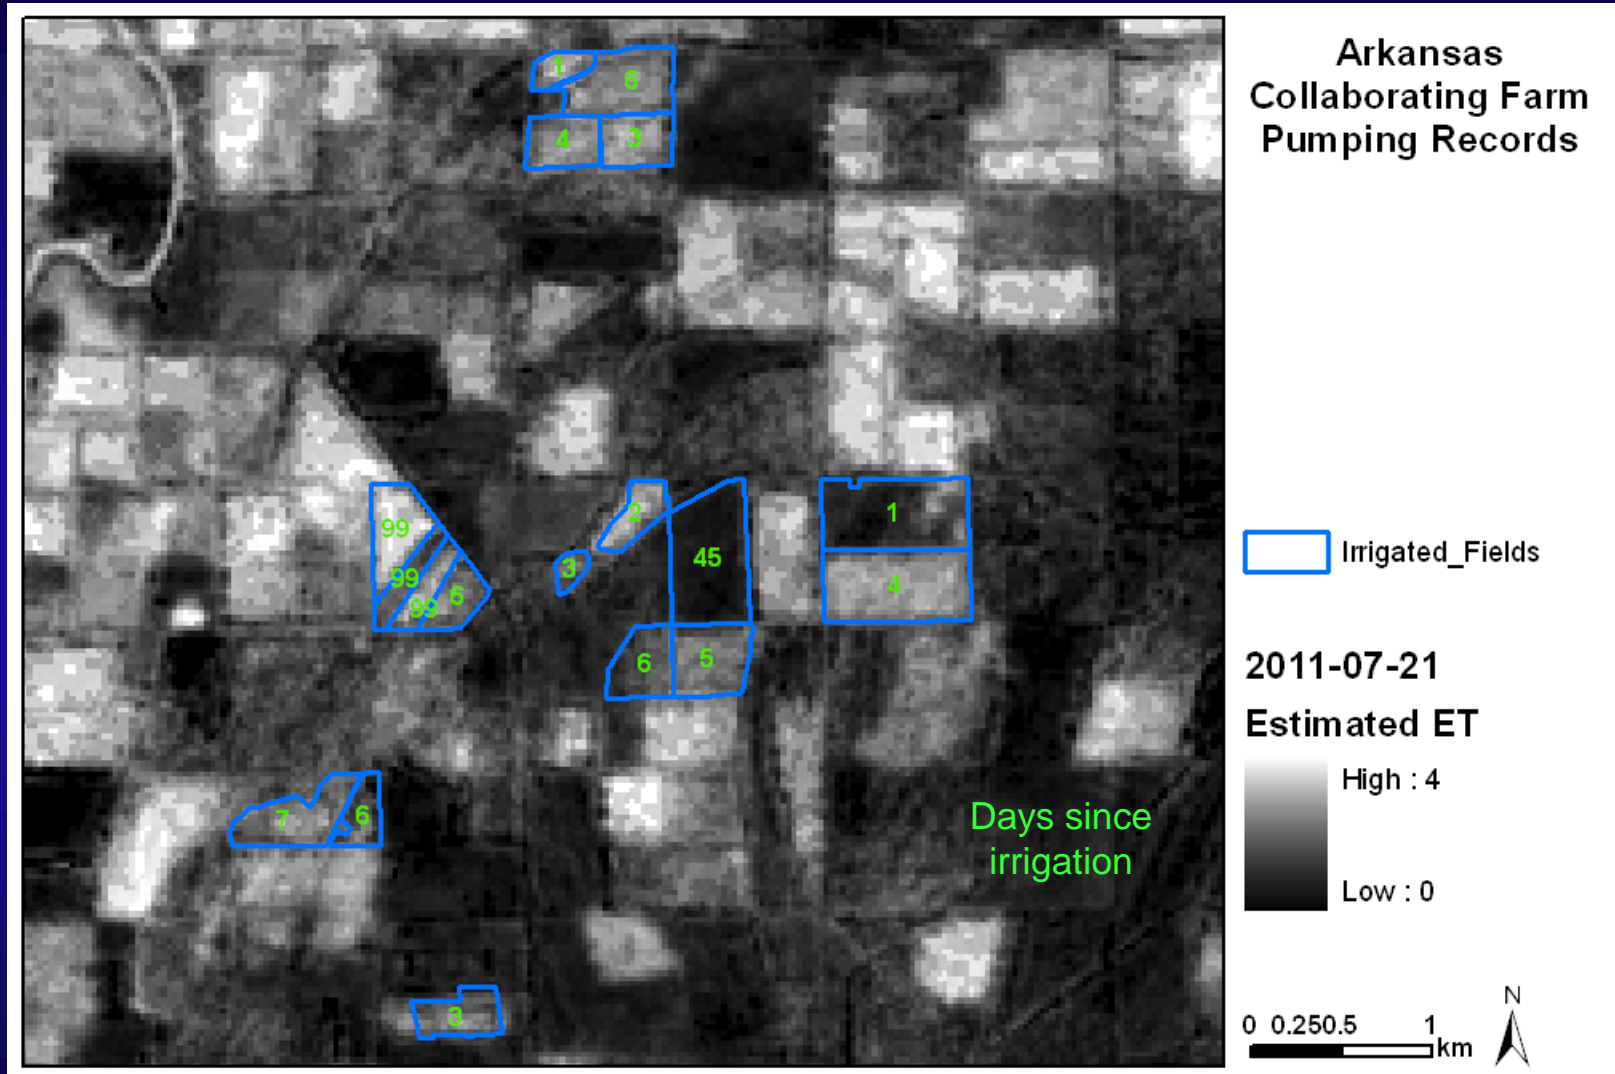 Arkansas
Collaborating Farm
Pumping Records
1
6
4
3
99
99
99
6
2
3
45
1
4
6
5
7
6
3
Days since
irrigation
Irrigated_Fields
2011-07-21
Estimated ET
High : 4
Low : 0
N
0 0.250.5 1
km